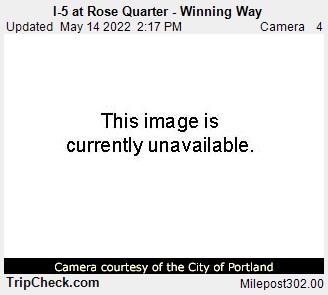 I-5 at Rose Quarter - Winning Way
Updated May 14 2022 2:17 PM Camera 4
This image is
currently unavailable.
Camera courtesy of the City of Portland
TripCheck.com Milepost302.00